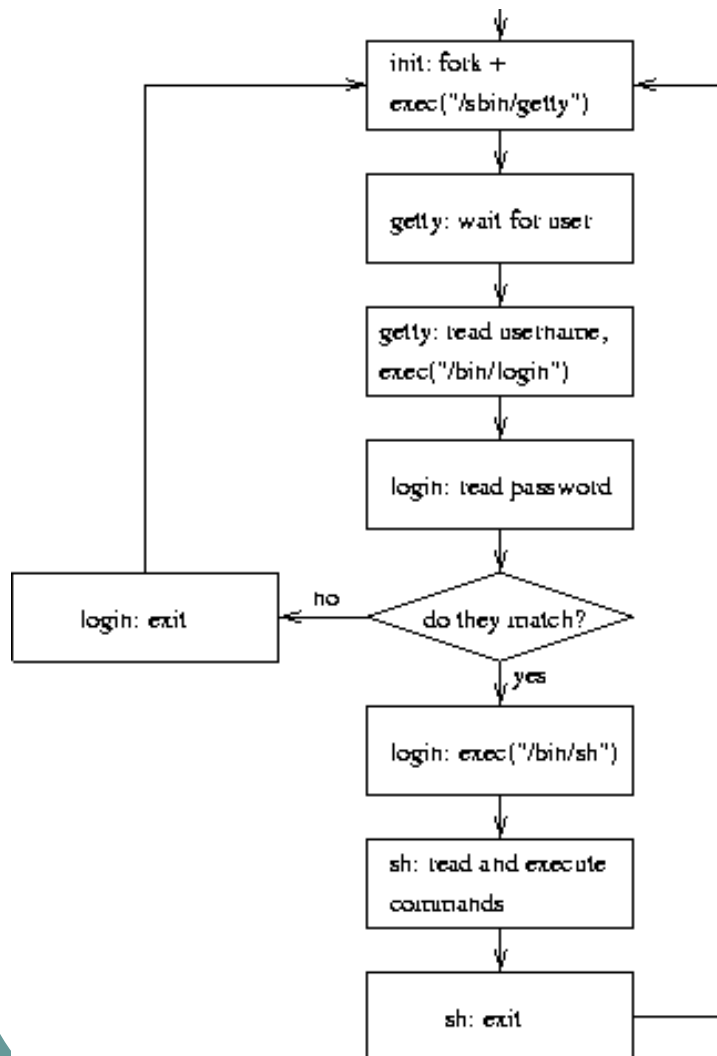 init: fork +
exec("/sbin/getty")
getty: wait for user
getty: read username,
exec("/bin/login")
login: read password
do they match?
no
login: exit
yes
login: exec("/bin/sh")
sh: read and execute
commands
sh: exit